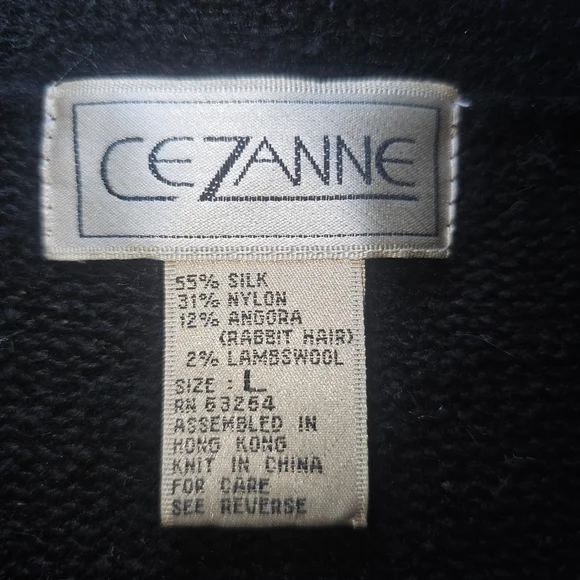 CEZANNE
55% SILK
31% NYLON
12% ANGORA
(RABBIT HAIR)
2% LAMBSWOOL
SIZE : L
RN 63264
ASSEMBLED IN
HONG KONG
KNIT IN CHINA
FOR CARE
SEE REVERSE